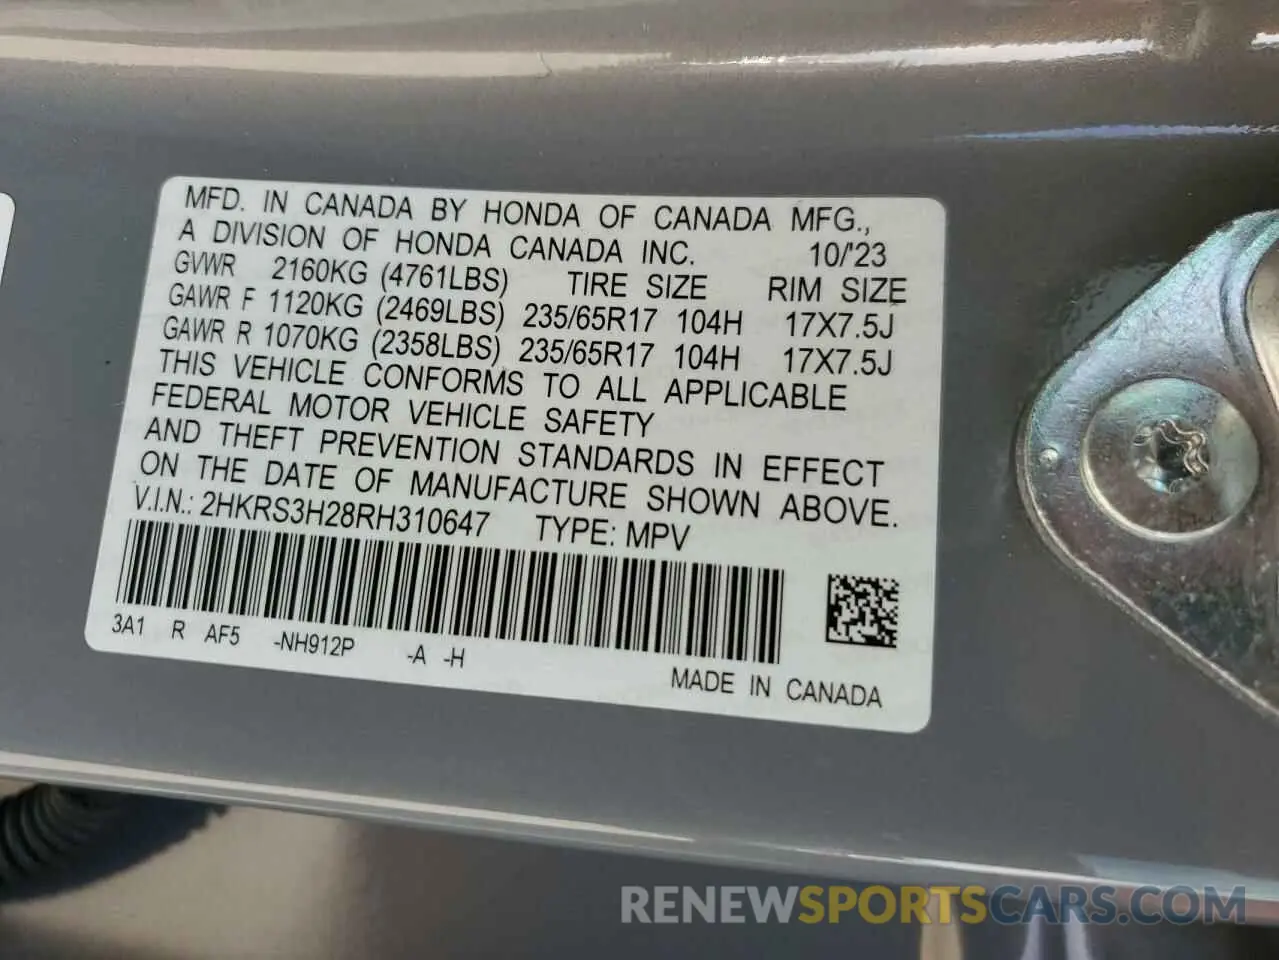 MFD. IN CANADA BY HONDA OF CANADA MFG.,
A DIVISION OF HONDA CANADA INC. 10/'23
GVWR 2160KG (4761LBS) TIRE SIZE RIM SIZE
GAWR F 1120KG (2469LBS) 235/65R17 104H 17X7.5J
GAWR R 1070KG (2358LBS) 235/65R17 104H 17X7.5J
THIS VEHICLE CONFORMS TO ALL APPLICABLE
FEDERAL MOTOR VEHICLE SAFETY
AND THEFT PREVENTION STANDARDS IN EFFECT
ON THE DATE OF MANUFACTURE SHOWN ABOVE.
V.I.N.: 2HKRS3H28RH310647 TYPE: MPV
3A1 R AF5 -NH912P -A -H
MADE IN CANADA
RENEWSPORTSCARS.COM